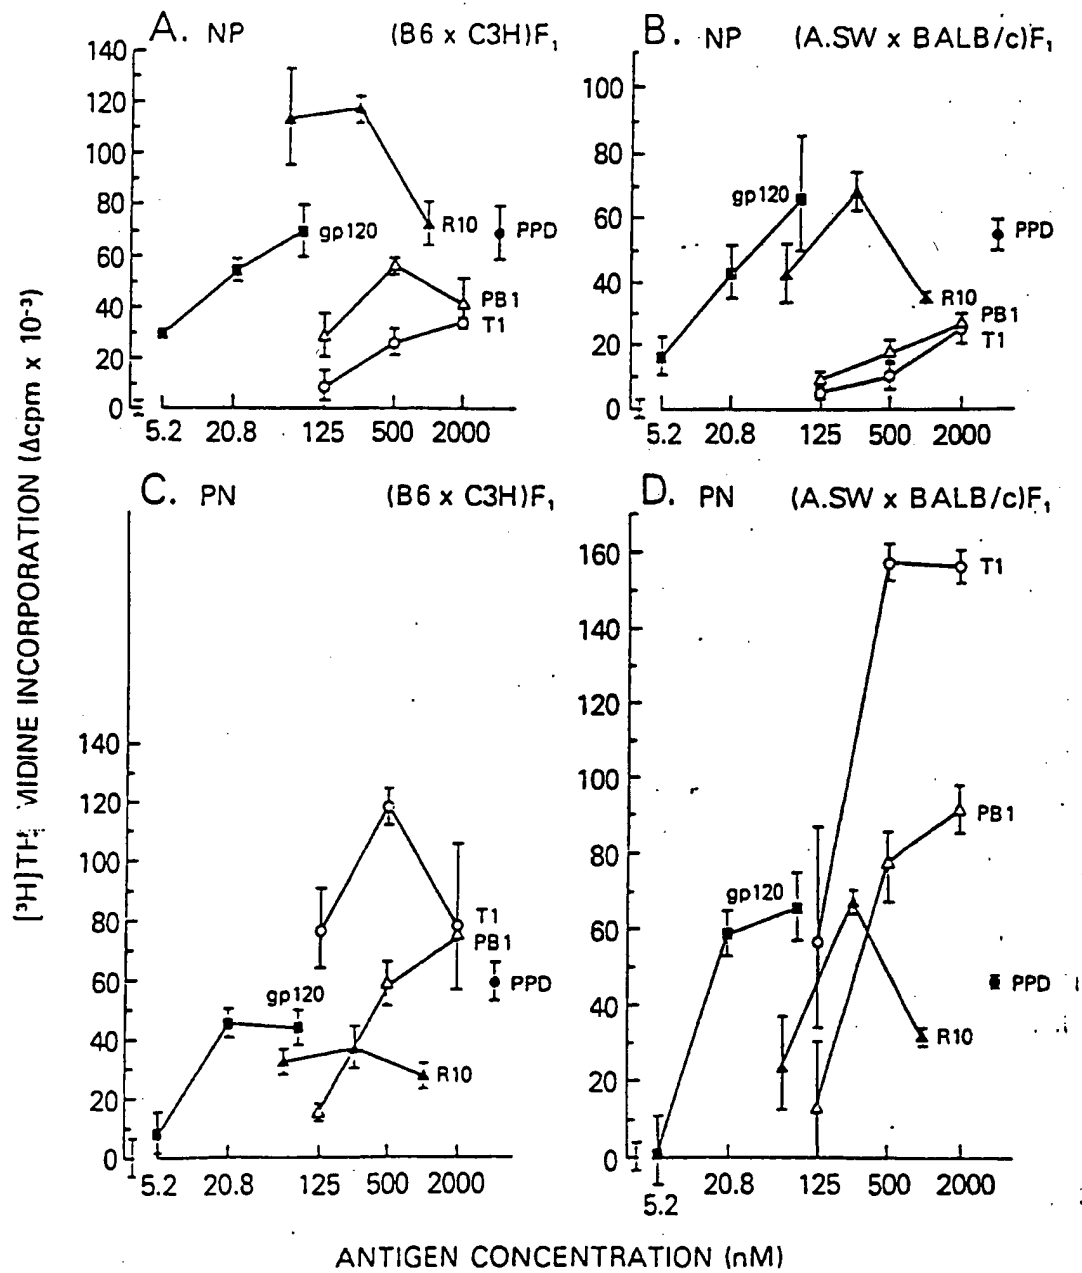 A. NP (B6 x C3H)F₁
140
120
100
80
60
40
20
0
gp120
R10
PPD
PB1
T1
5.2 20.8 125 500 2000
B. NP (A.SW x BALB/c)F₁
100
80
60
40
20
0
gp120
PPD
R10
PB1
T1
5.2 20.8 125 500 2000
C. PN (B6 x C3H)F₁
140
120
100
80
60
40
20
0
T1
PB1
gp120
PPD
R10
5.2 20.8 125 500 2000
D. PN (A.SW x BALB/c)F₁
160
140
120
100
80
60
40
20
0
T1
PB1
gp120
PPD
R10
5.2 20.8 125 500 2000
[³H] INCORPORATION (Δcpm x 10⁻³)
ANTIGEN CONCENTRATION (nM)